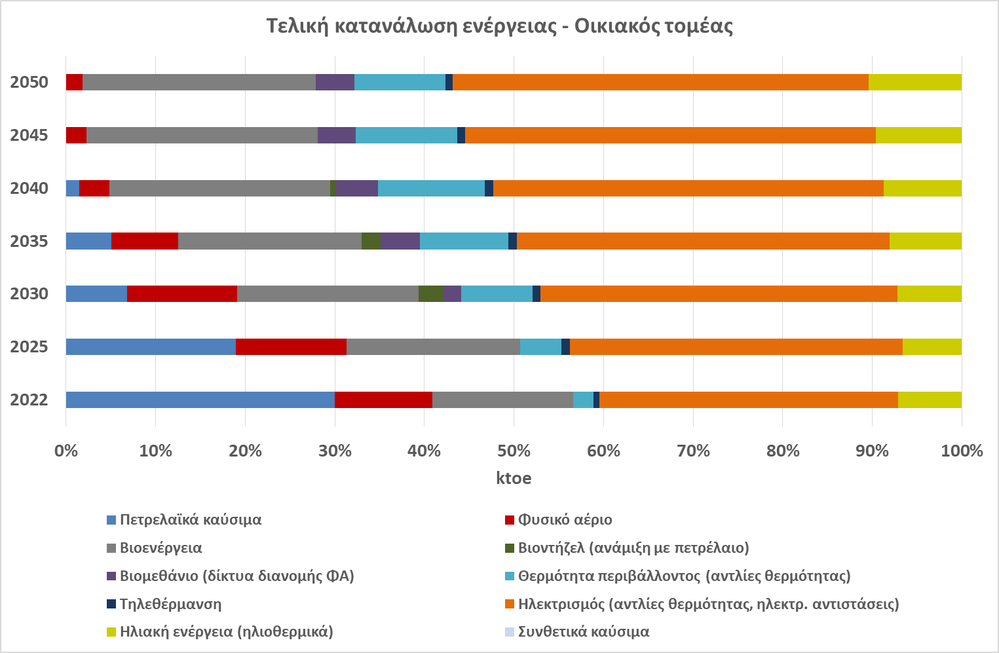 Τελική κατανάλωση ενέργειας - Οικιακός τομέας
2050
2045
2040
2035
2030
2025
2022
0% 10% 20% 30% 40% 50% 60% 70% 80% 90% 100%
ktoe
Πετρελαϊκά καύσιμα Φυσικό αέριο
Βιοενέργεια Βιοντήζελ (ανάμιξη με πετρέλαιο)
Βιομεθάνιο (δίκτυα διανομής ΦΑ) Θερμότητα περιβάλλοντος (αντλίες θερμότητας)
Τηλεθέρμανση Ηλεκτρισμός (αντλίες θερμότητας, ηλεκτρ. αντιστάσεις)
Ηλιακή ενέργεια (ηλιοθερμικά) Συνθετικά καύσιμα